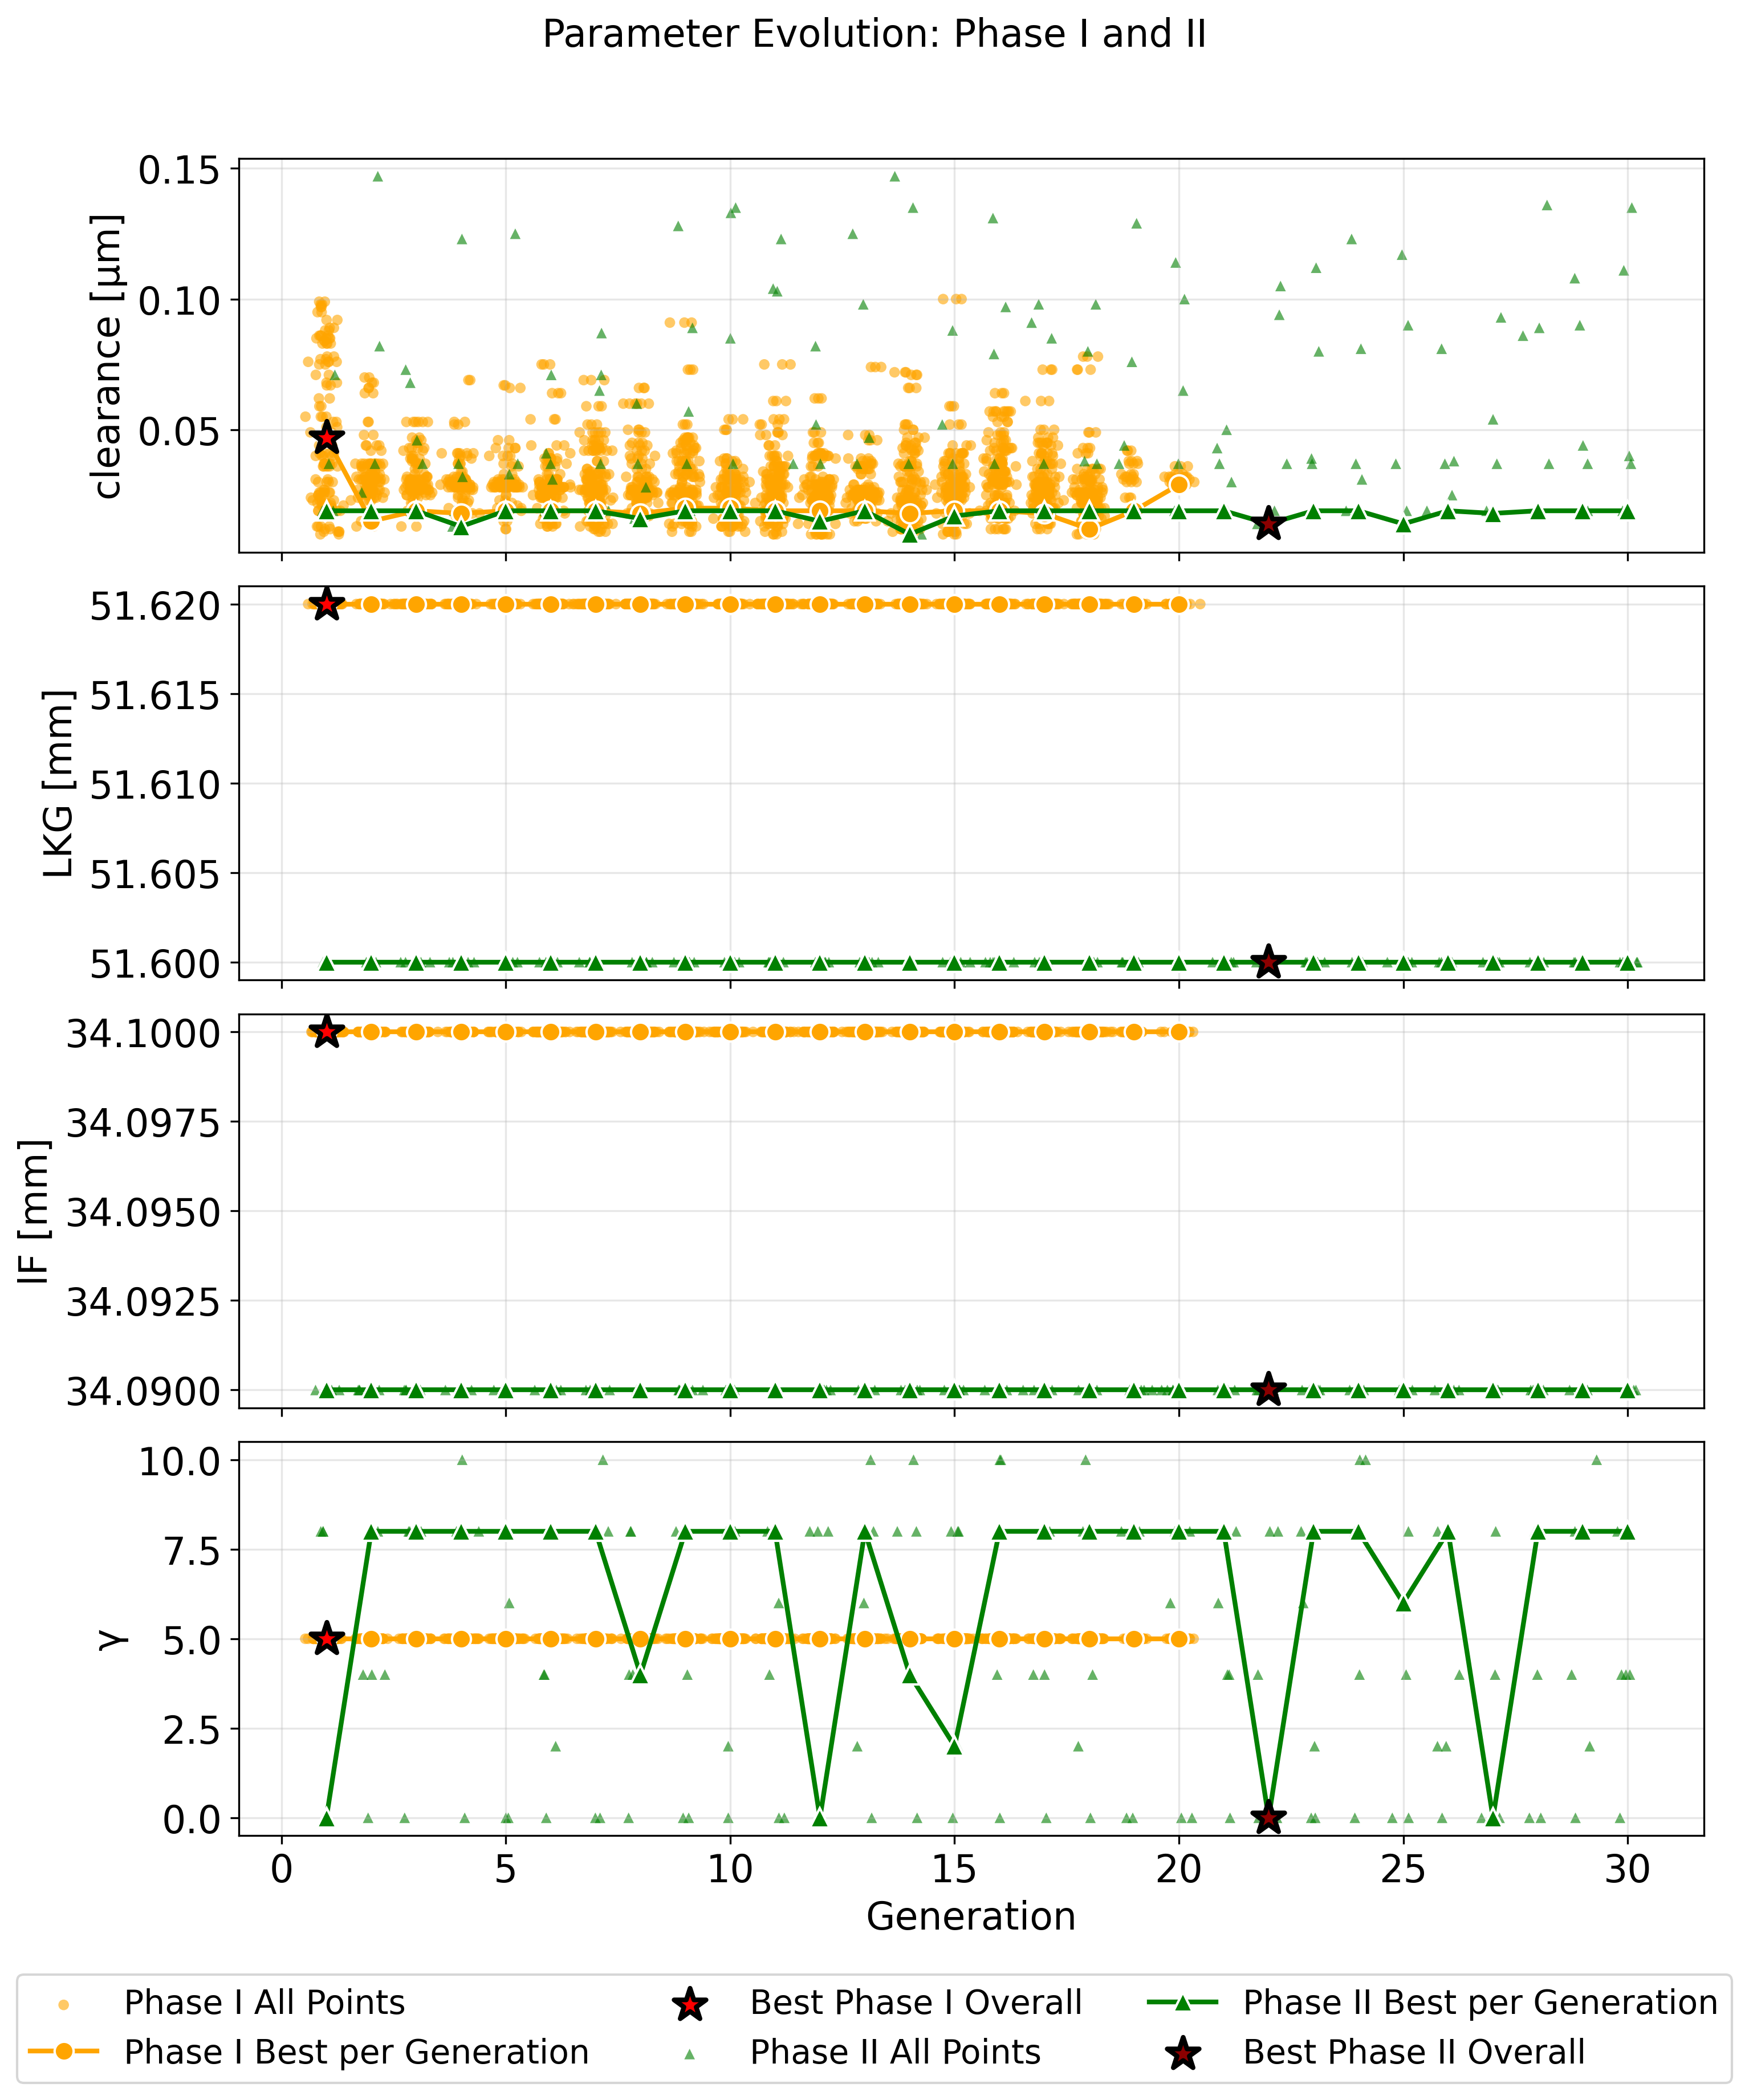 Parameter Evolution: Phase I and II
0.15
0.10
0.05
clearance [µm]
51.620
51.615
51.610
51.605
51.600
LKG [mm]
34.1000
34.0975
34.0950
34.0925
34.0900
IF [mm]
10.0
7.5
5.0
2.5
0.0
γ
0 5 10 15 20 25 30
Generation
Phase I All Points
Phase I Best per Generation
Best Phase I Overall
Phase II All Points
Phase II Best per Generation
Best Phase II Overall